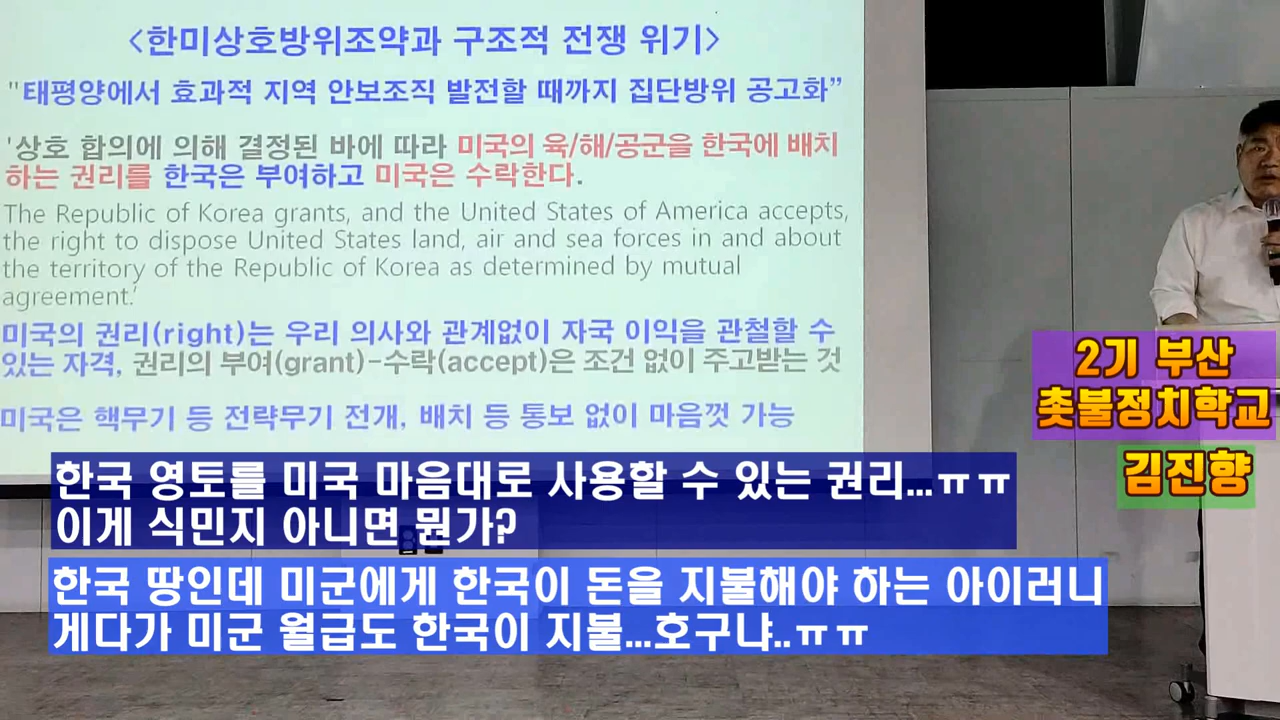 <한미상호방위조약과 구조적 전쟁 위기>
"태평양에서 효과적 지역 안보조직 발전할 때까지 집단방위 공고화”
'상호 합의에 의해 결정된 바에 따라 미국의 육/해/공군을 한국에 배치
하는 권리를 한국은 부여하고 미국은 수락한다.
The Republic of Korea grants, and the United States of America accepts,
the right to dispose United States land, air and sea forces in and about
the territory of the Republic of Korea as determined by mutual
agreement.'
미국의 권리(right)는 우리 의사와 관계없이 자국 이익을 관철할 수
있는 자격, 권리의 부여(grant)-수락(accept)은 조건 없이 주고받는 것
미국은 핵무기 등 전략무기 전개, 배치 등 통보 없이 마음껏 가능
2기 부산
촛불정치학교
김진향
한국 영토를 미국 마음대로 사용할 수 있는 권리...ㅠㅠ
이게 식민지 아니면 뭔가?
한국 땅인데 미군에게 한국이 돈을 지불해야 하는 아이러니
게다가 미군 월급도 한국이 지불...호구냐..ㅠㅠ